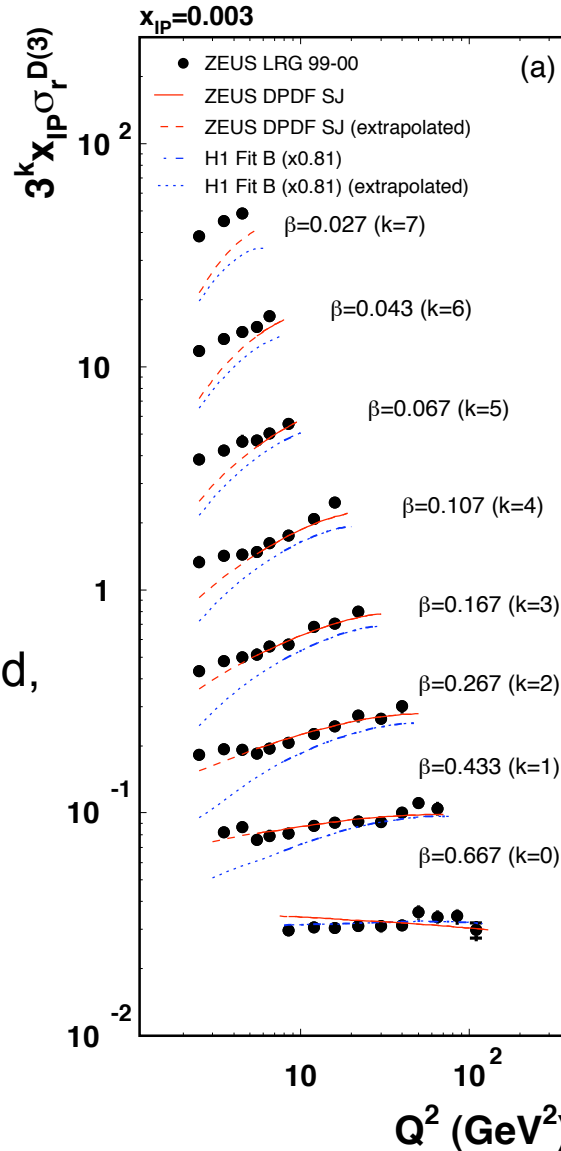 x_IP=0.003
3^k x_IP σ_r^D(3)
(a)
ZEUS LRG 99-00
ZEUS DPDF SJ
ZEUS DPDF SJ (extrapolated)
H1 Fit B (x0.81)
H1 Fit B (x0.81) (extrapolated)
10^2
β=0.027 (k=7)
β=0.043 (k=6)
10
β=0.067 (k=5)
β=0.107 (k=4)
1
β=0.167 (k=3)
d,
β=0.267 (k=2)
β=0.433 (k=1)
10^-1
β=0.667 (k=0)
10^-2
10 10^2
Q^2 (GeV^2)